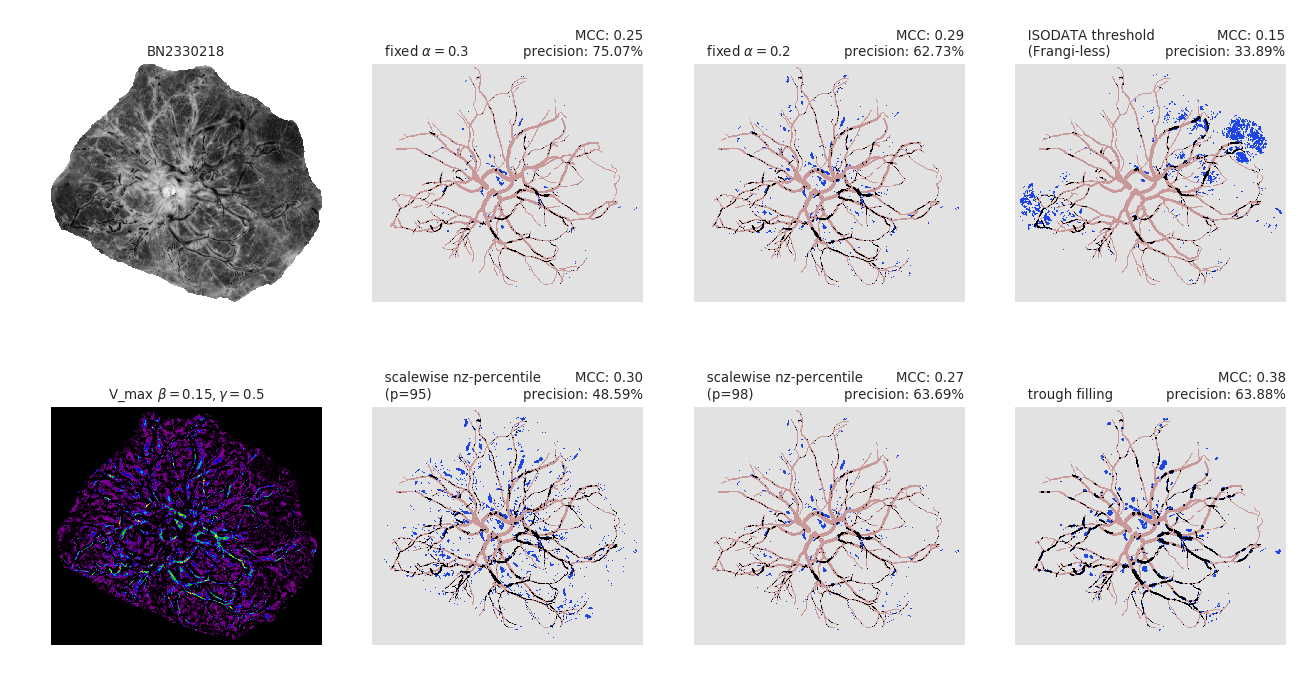 BN2330218
fixed α = 0.3
MCC: 0.25
precision: 75.07%
fixed α = 0.2
MCC: 0.29
precision: 62.73%
ISODATA threshold
(Frangi-less)
MCC: 0.15
precision: 33.89%
V_max β = 0.15, γ = 0.5
scalewise nz-percentile
(p=95)
MCC: 0.30
precision: 48.59%
scalewise nz-percentile
(p=98)
MCC: 0.27
precision: 63.69%
trough filling
MCC: 0.38
precision: 63.88%